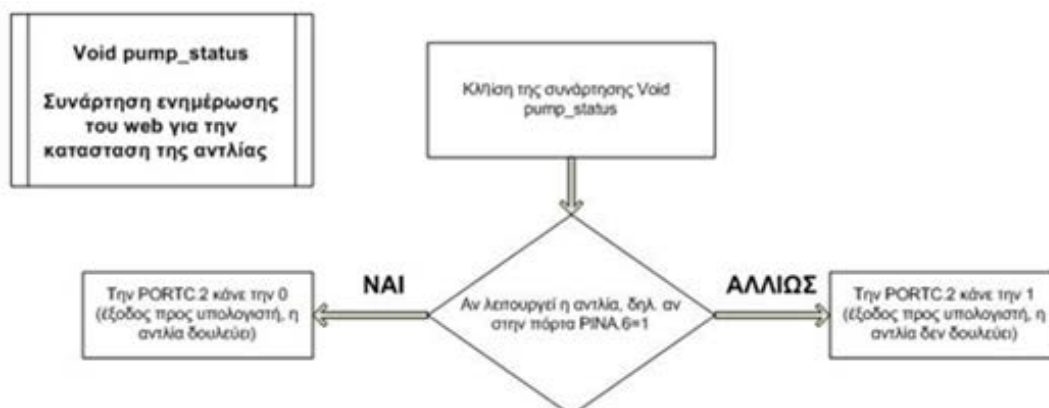 Void pump_status
Συνάρτηση ενημέρωσης
του web για την
κατασταση της αντλίας
Κλήση της συνάρτησης Void
pump_status
ΝΑΙ
ΑΛΛΙΩΣ
Την PORTC.2 κάνε την 0
(έξοδος προς υπολογιστή, η
αντλία δουλεύει)
Αν λειτουργεί η αντλία, δηλ. αν
στην πόρτα PINA.6=1
Την PORTC.2 κάνε την 1
(έξοδος προς υπολογιστή, η
αντλία δεν δουλεύει)